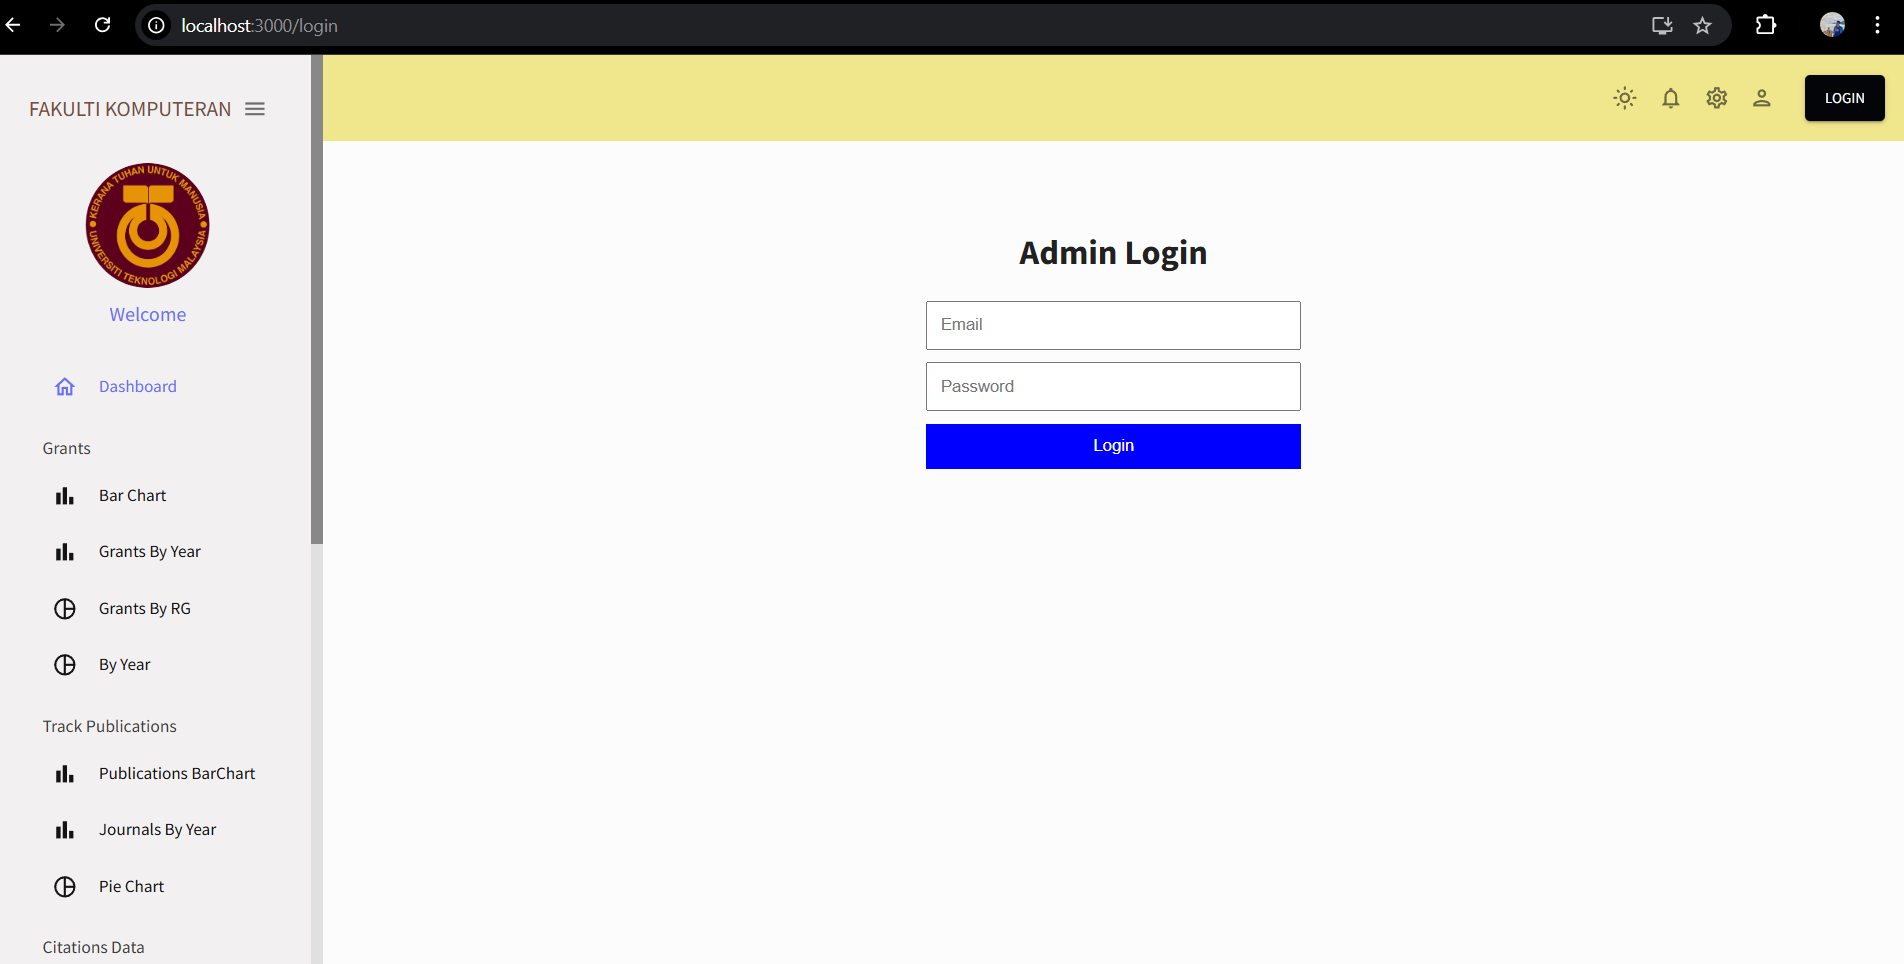 localhost:3000/login
FAKULTI KOMPUTERAN
LOGIN
KERANA TUHAN UNTUK MANUSIA
UNIVERSITI TEKNOLOGI MALAYSIA
Welcome
Dashboard
Grants
Bar Chart
Grants By Year
Grants By RG
By Year
Track Publications
Publications BarChart
Journals By Year
Pie Chart
Citations Data
Admin Login
Email
Password
Login